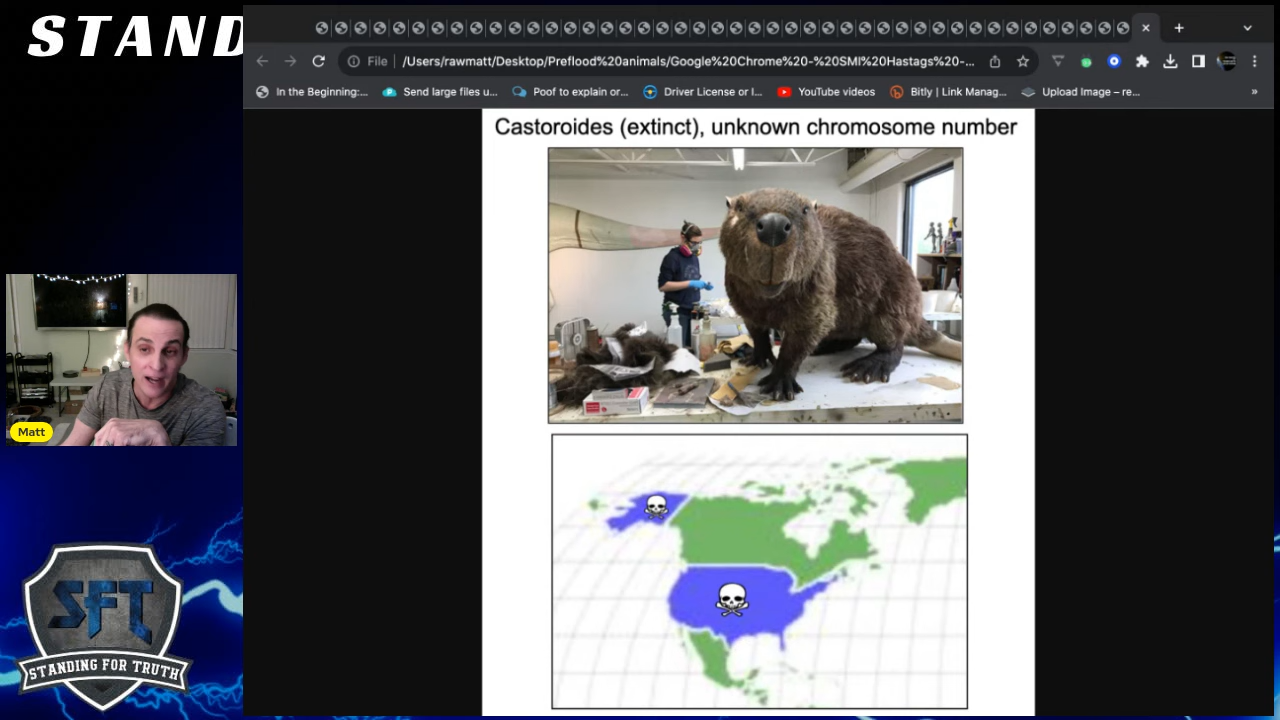 STAND
File
/Users/rawmatt/Desktop/Preflood%20animals/Google%20Chrome%20-%20SMI%20Hastags%20-...
In the Beginning:...
Send large files u...
Poof to explain or...
Driver License or I...
YouTube videos
Bitly | Link Manag...
Upload Image – re...
»
Castoroides (extinct), unknown chromosome number
Matt
SFT
STANDING FOR TRUTH